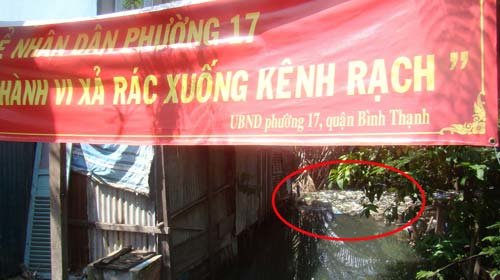 Ể NHÂN DÂN PHƯỜNG 17
HÀNH VI XẢ RÁC XUỐNG KÊNH RẠCH ”
UBND phường 17, quận Bình Thạnh